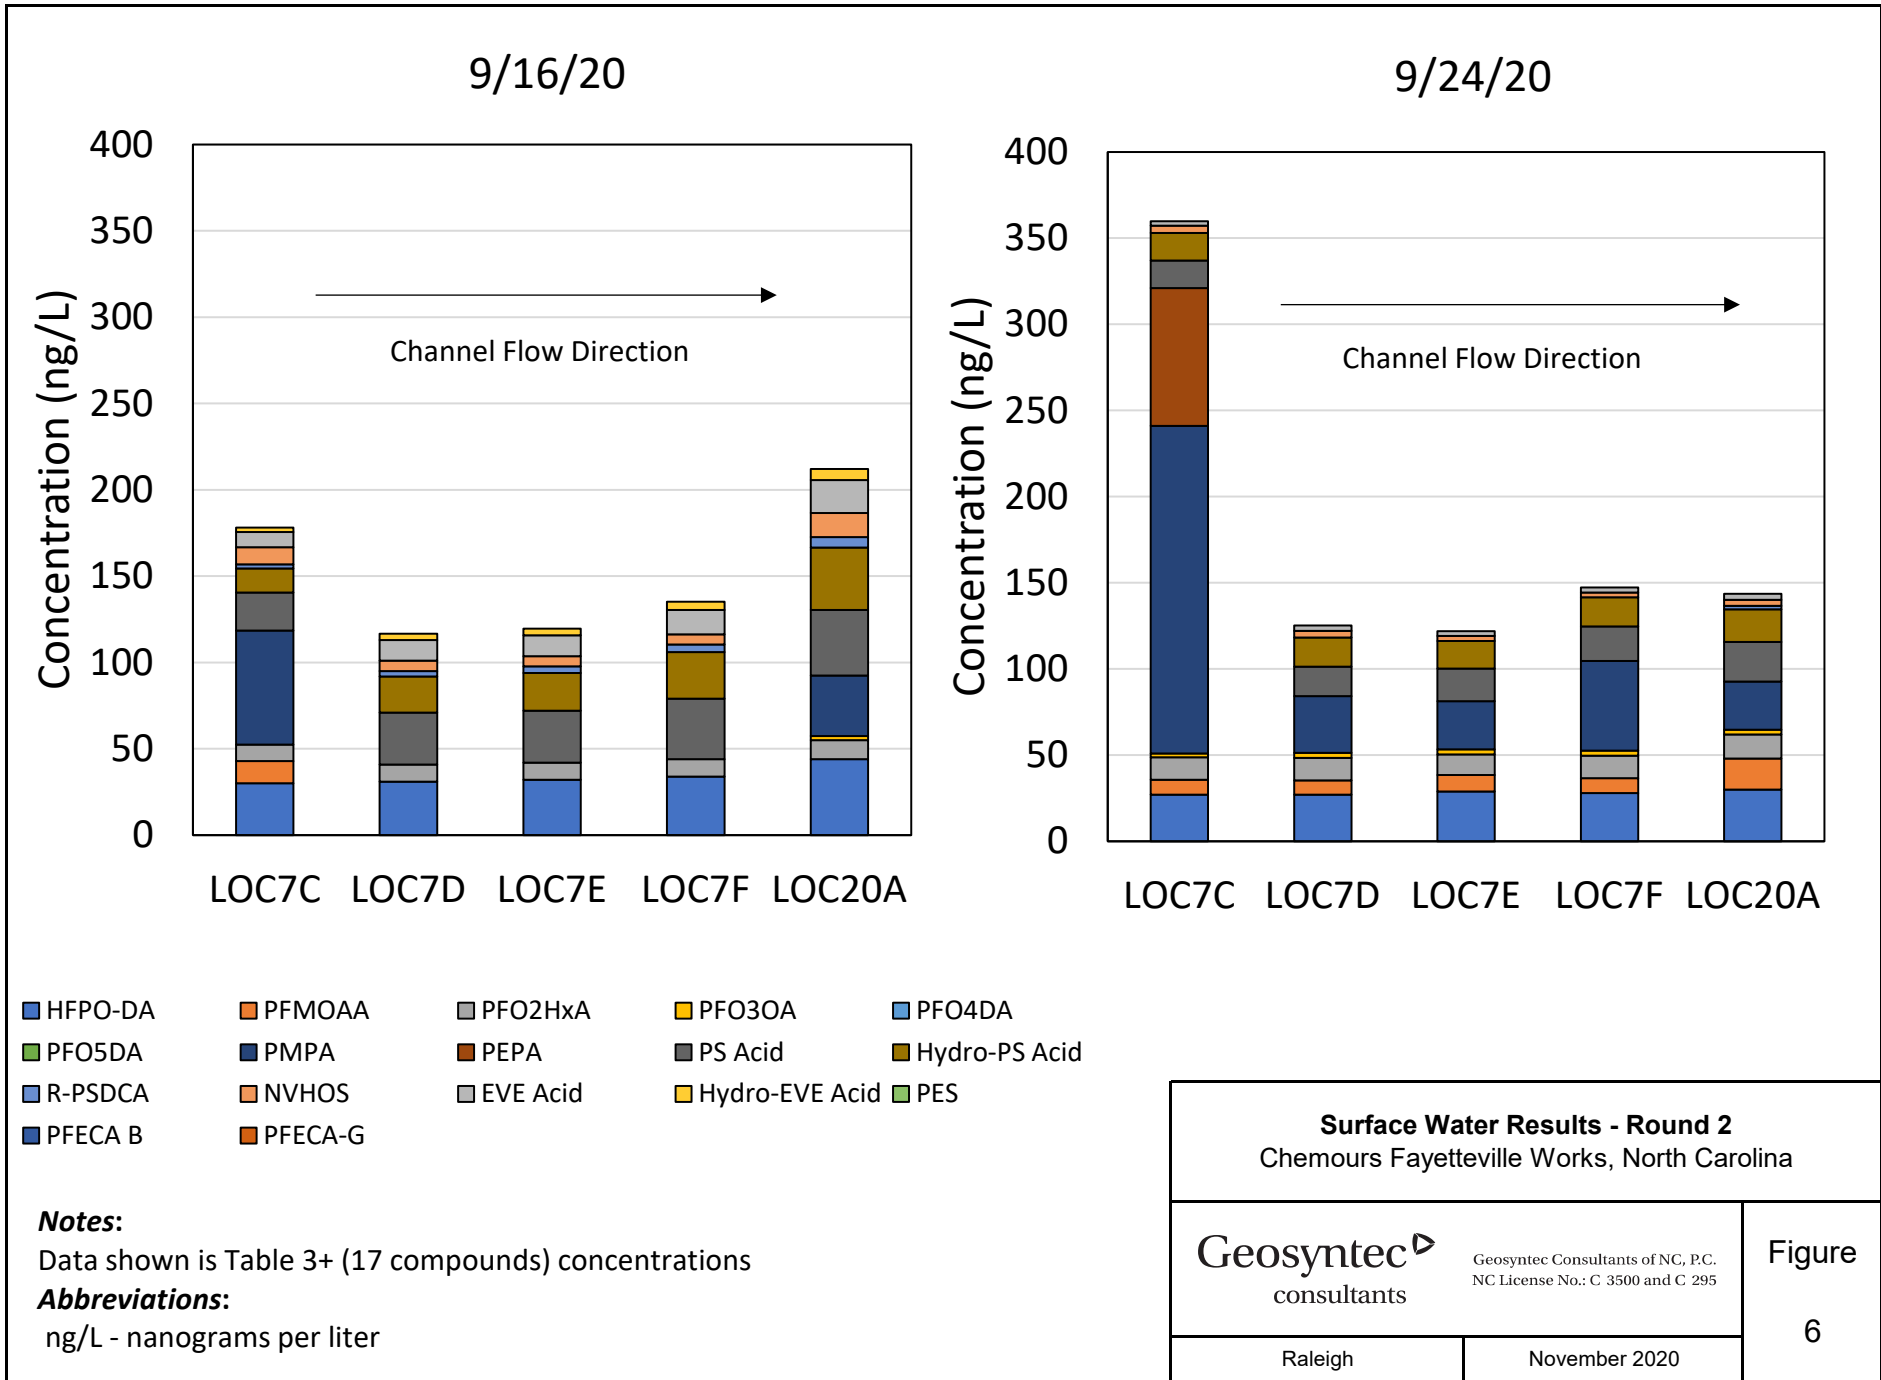 9/16/20
400
350
300
250
200
150
100
50
0
Concentration (ng/L)
Channel Flow Direction
LOC7C LOC7D LOC7E LOC7F LOC20A
9/24/20
400
350
300
250
200
150
100
50
0
Concentration (ng/L)
Channel Flow Direction
LOC7C LOC7D LOC7E LOC7F LOC20A
HFPO-DA PFMOAA PFO2HxA PFO3OA PFO4DA
PFO5DA PMPA PEPA PS Acid Hydro-PS Acid
R-PSDCA NVHOS EVE Acid Hydro-EVE Acid PES
PFECA B PFECA-G
Notes:
Data shown is Table 3+ (17 compounds) concentrations
Abbreviations:
ng/L - nanograms per liter
Surface Water Results - Round 2
Chemours Fayetteville Works, North Carolina
Geosyntec
consultants
Geosyntec Consultants of NC, P.C.
NC License No.: C 3500 and C 295
Figure
6
Raleigh
November 2020